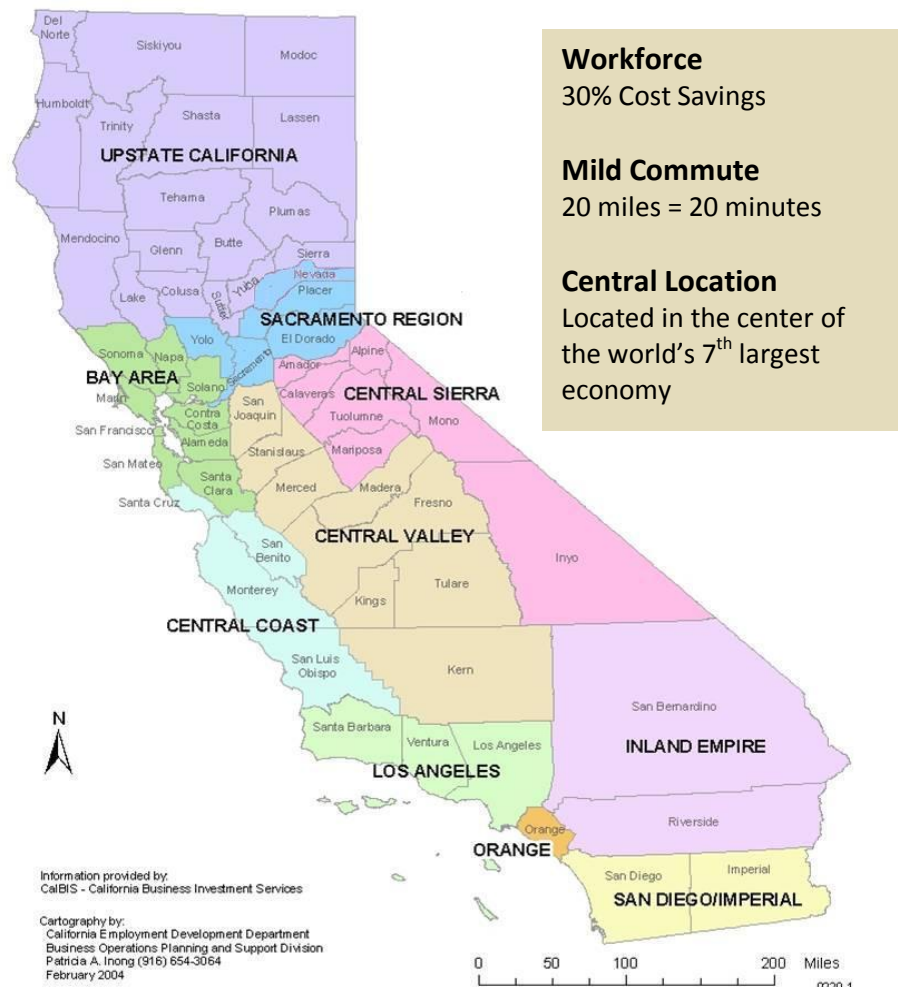 Del
Norte
Siskiyou
Modoc
Humboldt
Trinity
Shasta
Lassen
UPSTATE CALIFORNIA
Tehama
Plumas
Mendocino
Glenn
Butte
Sierra
Lake
Colusa
Sutter
Yuba
Nevada
Placer
SACRAMENTO REGION
Yolo
El Dorado
Sacramento
Sonoma
Napa
BAY AREA
Solano
Marin
Contra
Costa
San Francisco
Alameda
San Mateo
Santa
Clara
Santa Cruz
Alpine
Amador
Calaveras
CENTRAL SIERRA
Tuolumne
Mono
Mariposa
Inyo
San
Joaquin
Stanislaus
Merced
Madera
Fresno
CENTRAL VALLEY
Kings
Tulare
Kern
San
Benito
Monterey
CENTRAL COAST
San Luis
Obispo
Santa Barbara
Ventura
Los Angeles
LOS ANGELES
San Bernardino
INLAND EMPIRE
Riverside
Orange
ORANGE
San Diego
Imperial
SAN DIEGO/IMPERIAL
Workforce
30% Cost Savings
Mild Commute
20 miles = 20 minutes
Central Location
Located in the center of
the world's 7th largest
economy
N
Information provided by:
CalBIS - California Business Investment Services
Cartography by:
California Employment Development Department
Business Operations Planning and Support Division
Patricia A. Inong (916) 654-3064
February 2004
0 50 100 200 Miles